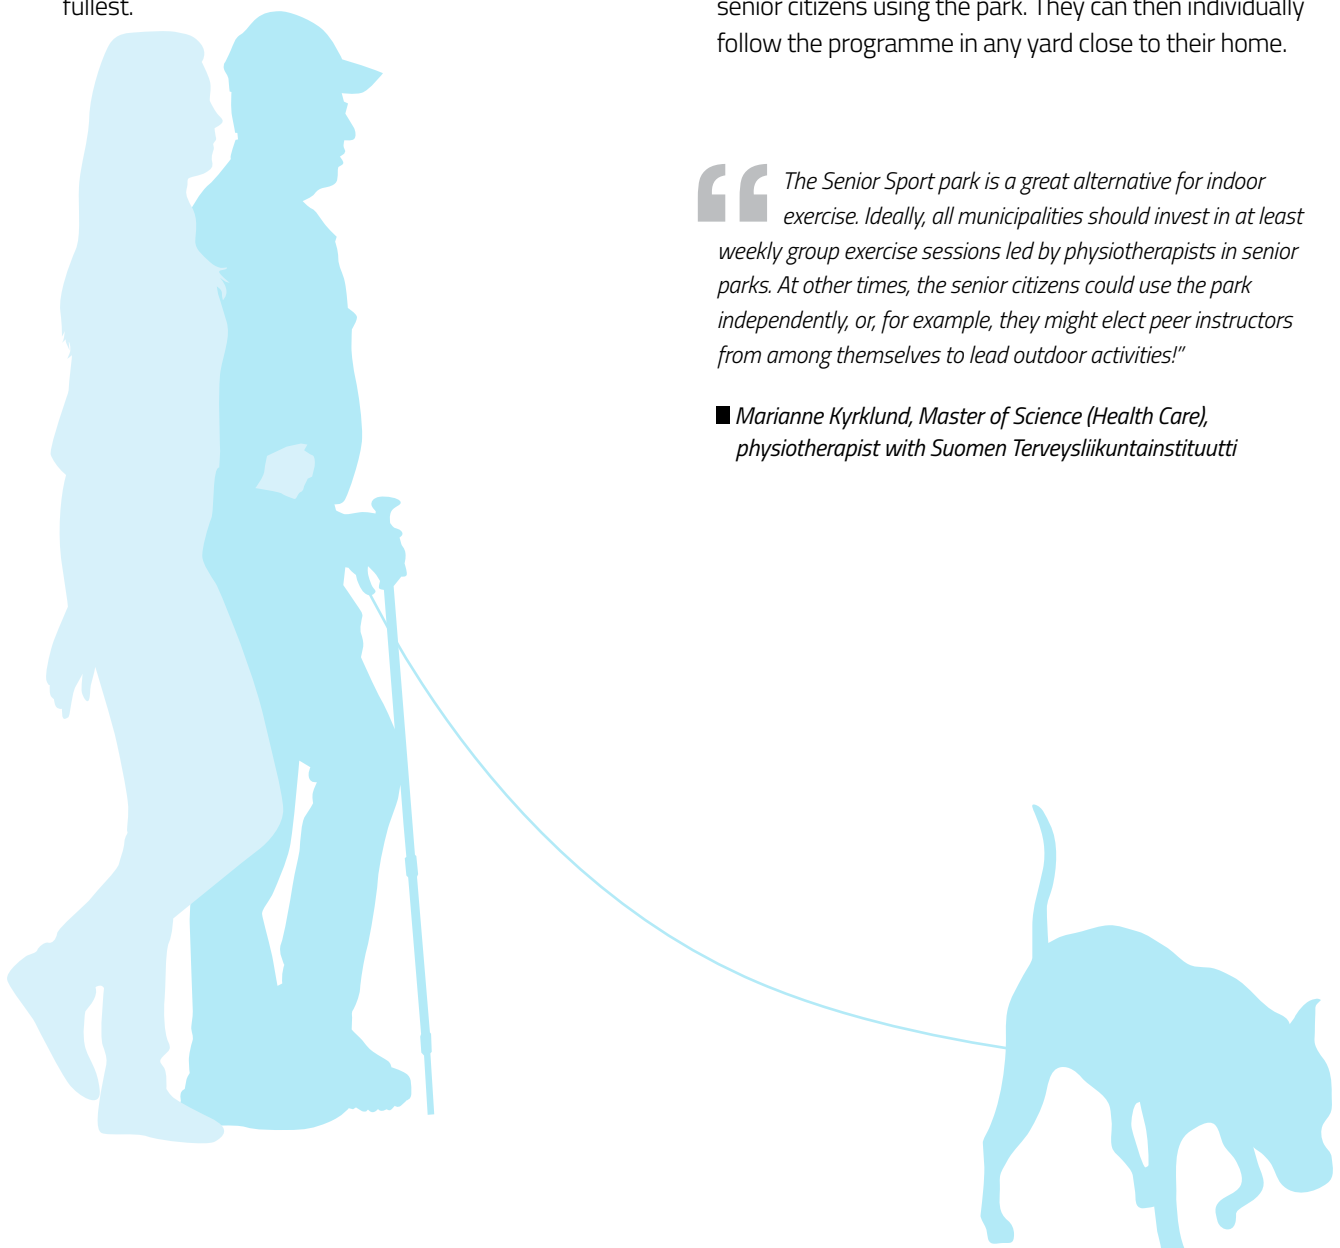 fullest.
senior citizens using the park. They can then individually
follow the programme in any yard close to their home.
“The Senior Sport park is a great alternative for indoor
exercise. Ideally, all municipalities should invest in at least
weekly group exercise sessions led by physiotherapists in senior
parks. At other times, the senior citizens could use the park
independently, or, for example, they might elect peer instructors
from among themselves to lead outdoor activities!”
■ Marianne Kyrklund, Master of Science (Health Care),
physiotherapist with Suomen Terveysliikuntainstituutti